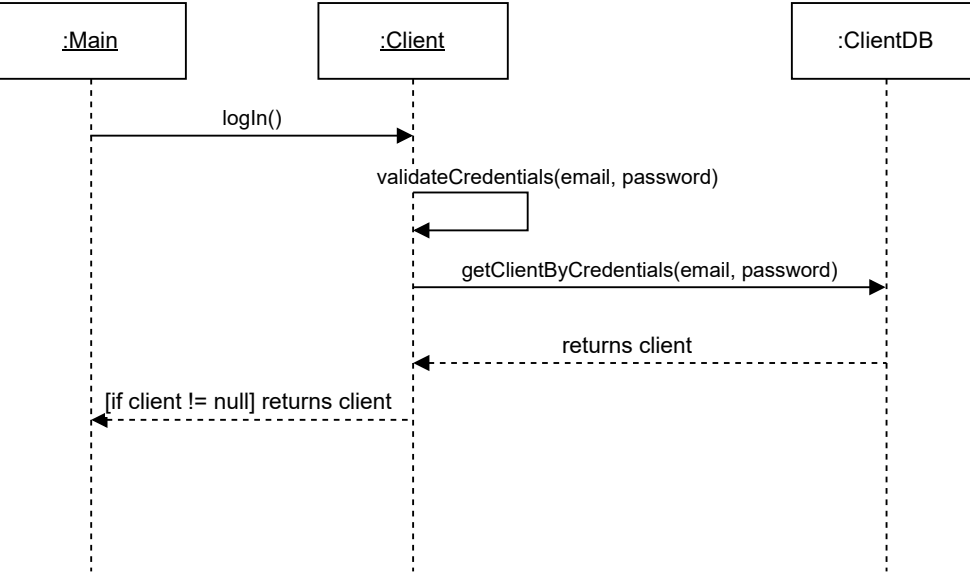 :Main
:Client
:ClientDB
logIn()
validateCredentials(email, password)
getClientByCredentials(email, password)
returns client
[if client != null] returns client